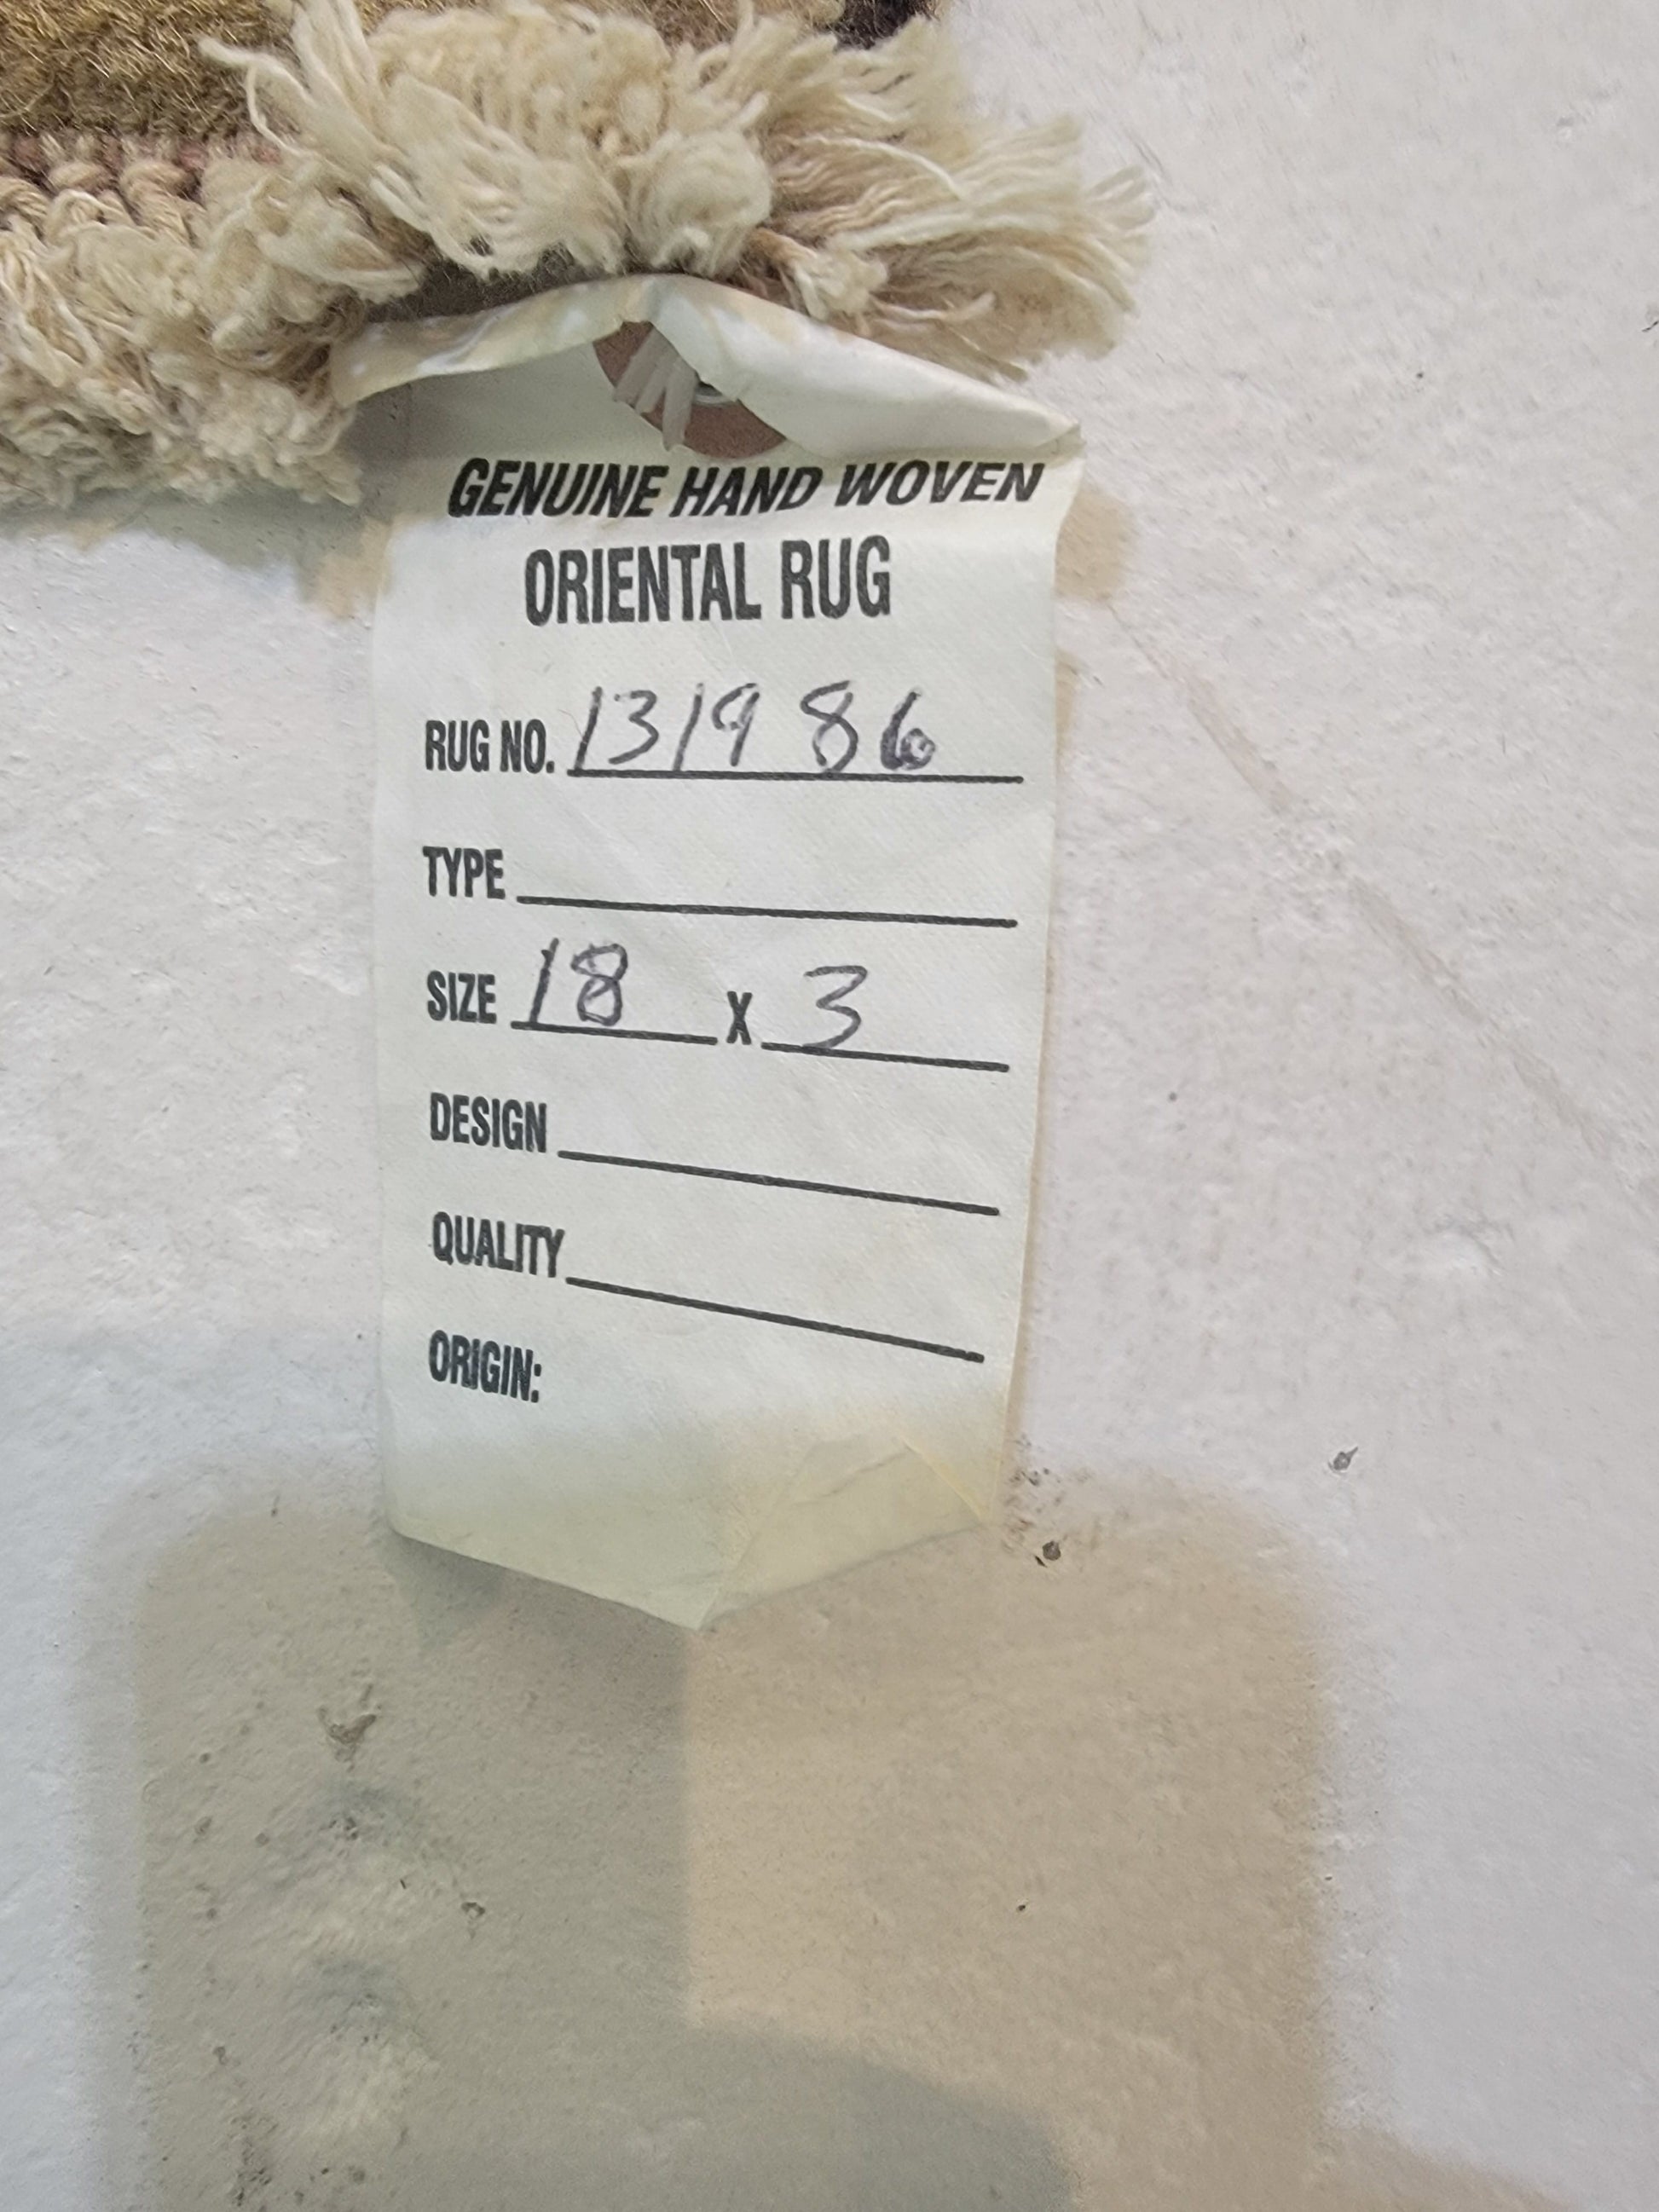 GENUINE HAND WOVEN
ORIENTAL RUG
RUG NO. 131986
TYPE
SIZE 18 X 3
DESIGN
QUALITY
ORIGIN: